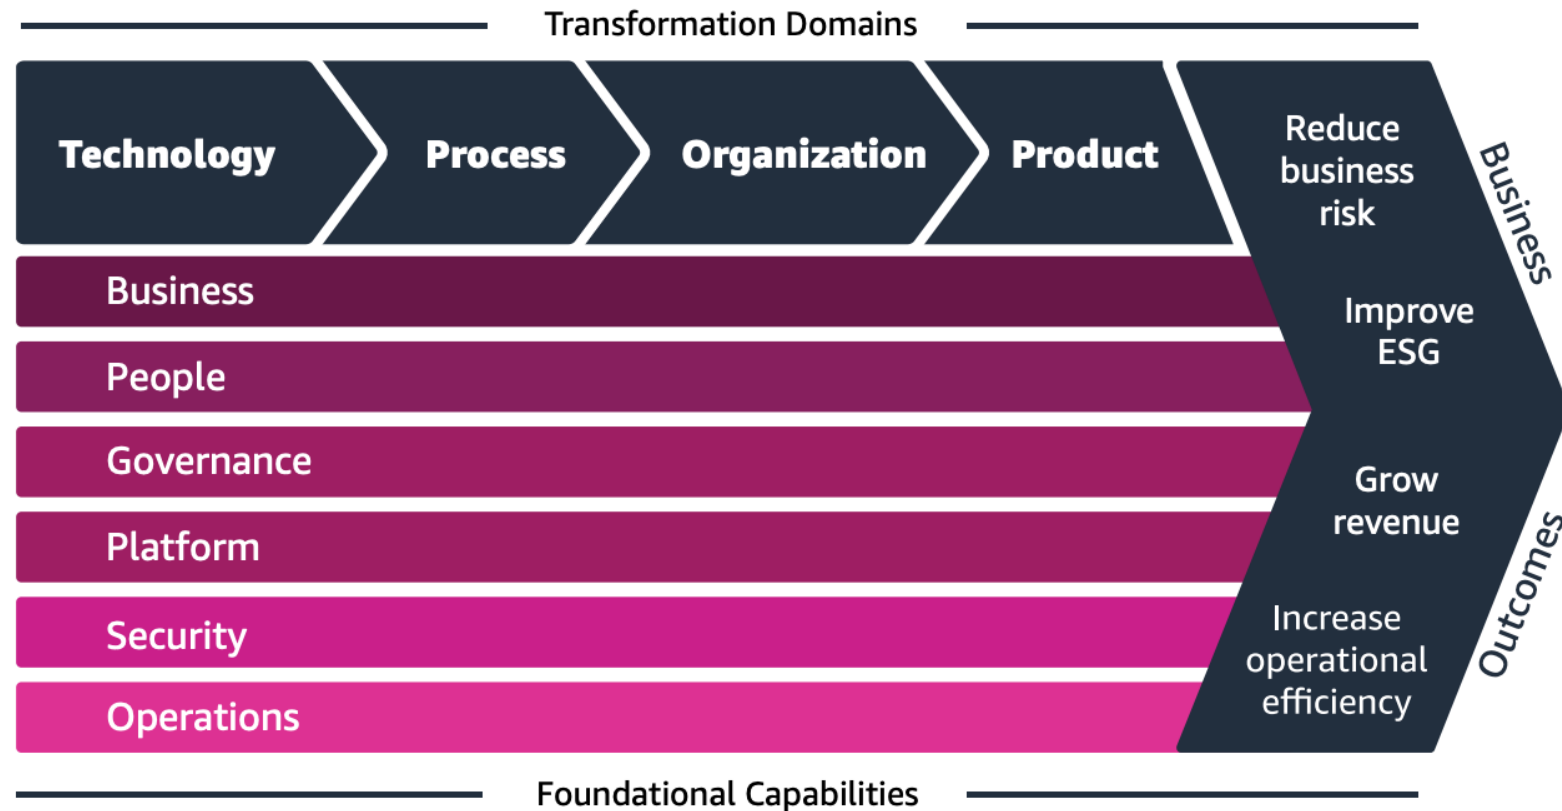 Transformation Domains
Technology
Process
Organization
Product
Reduce
business
risk
Improve
ESG
Grow
revenue
Increase
operational
efficiency
Business
Outcomes
Business
People
Governance
Platform
Security
Operations
Foundational Capabilities